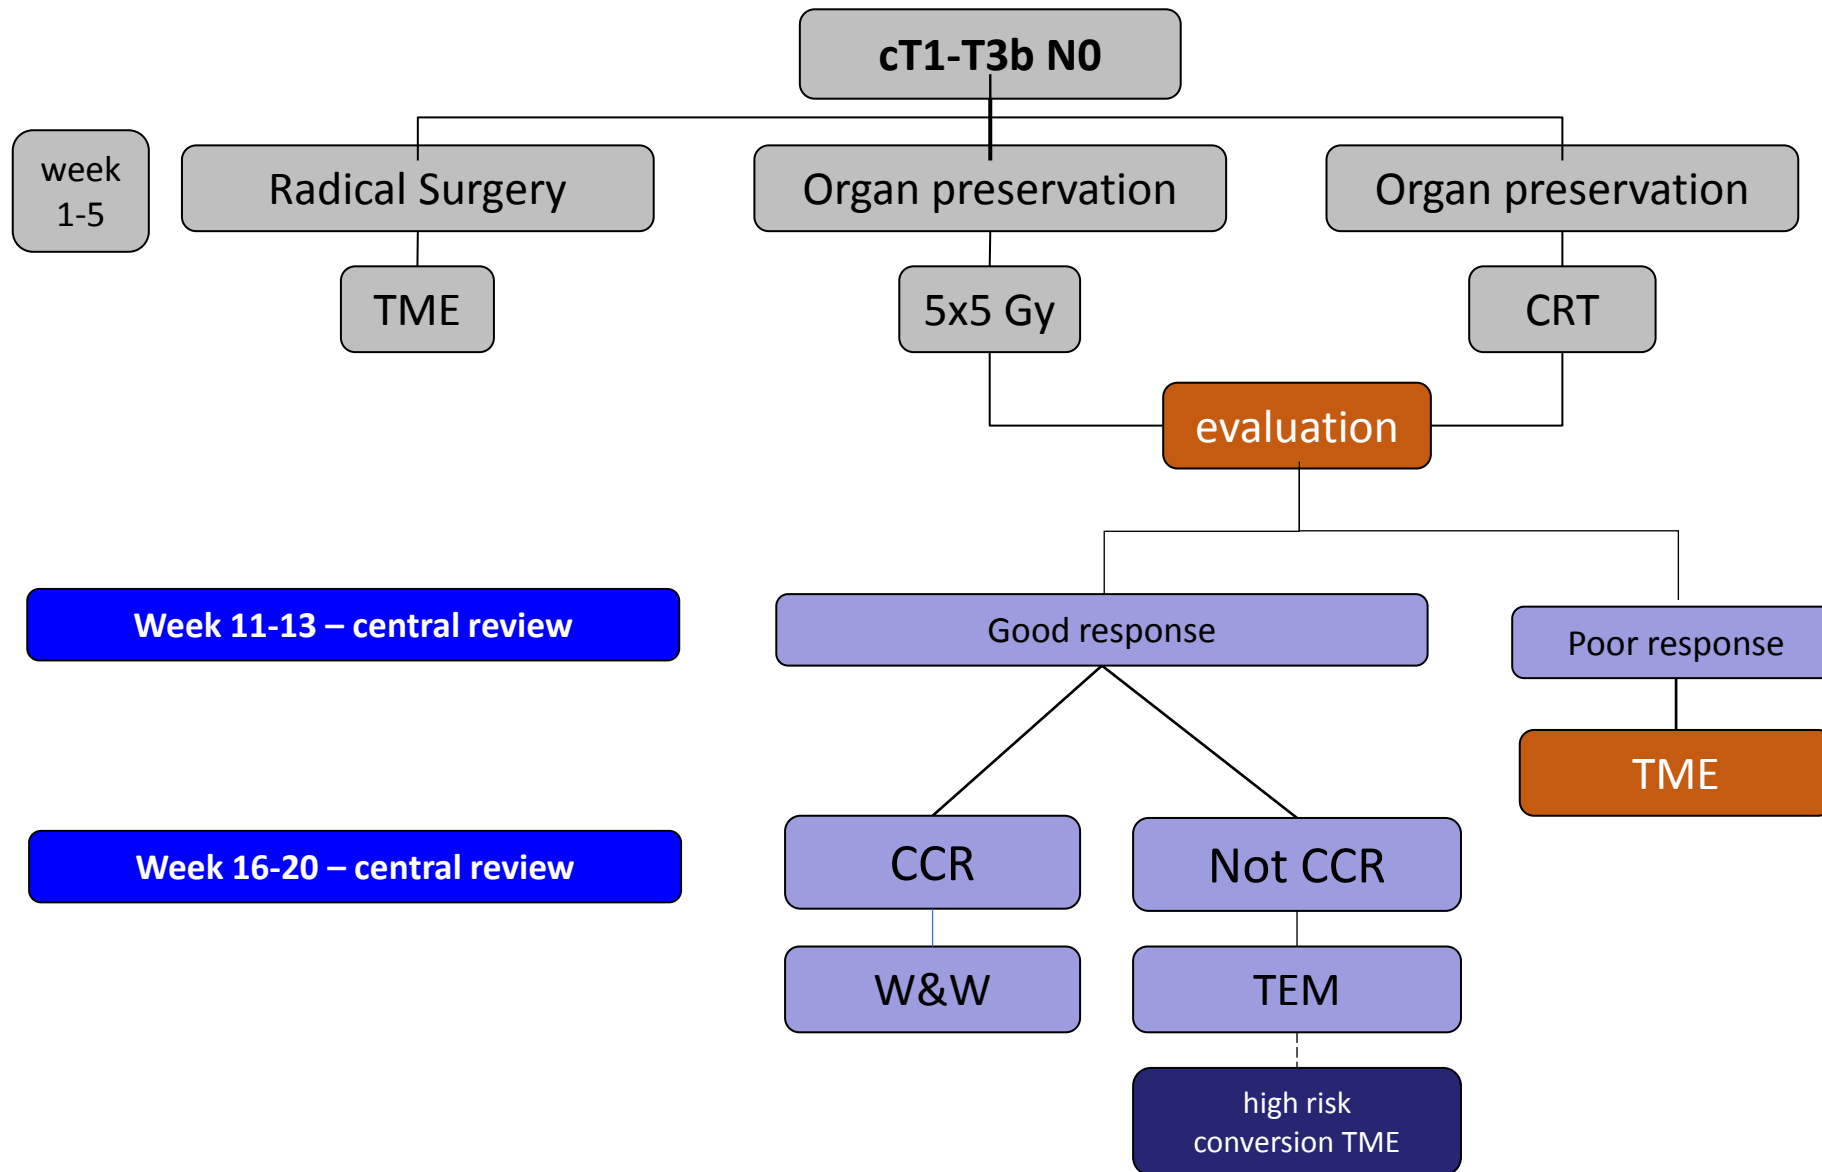 cT1-T3b N0
week
1-5
Radical Surgery
Organ preservation
Organ preservation
TME
5x5 Gy
CRT
evaluation
Week 11-13 – central review
Good response
Poor response
TME
Week 16-20 – central review
CCR
Not CCR
W&W
TEM
high risk
conversion TME